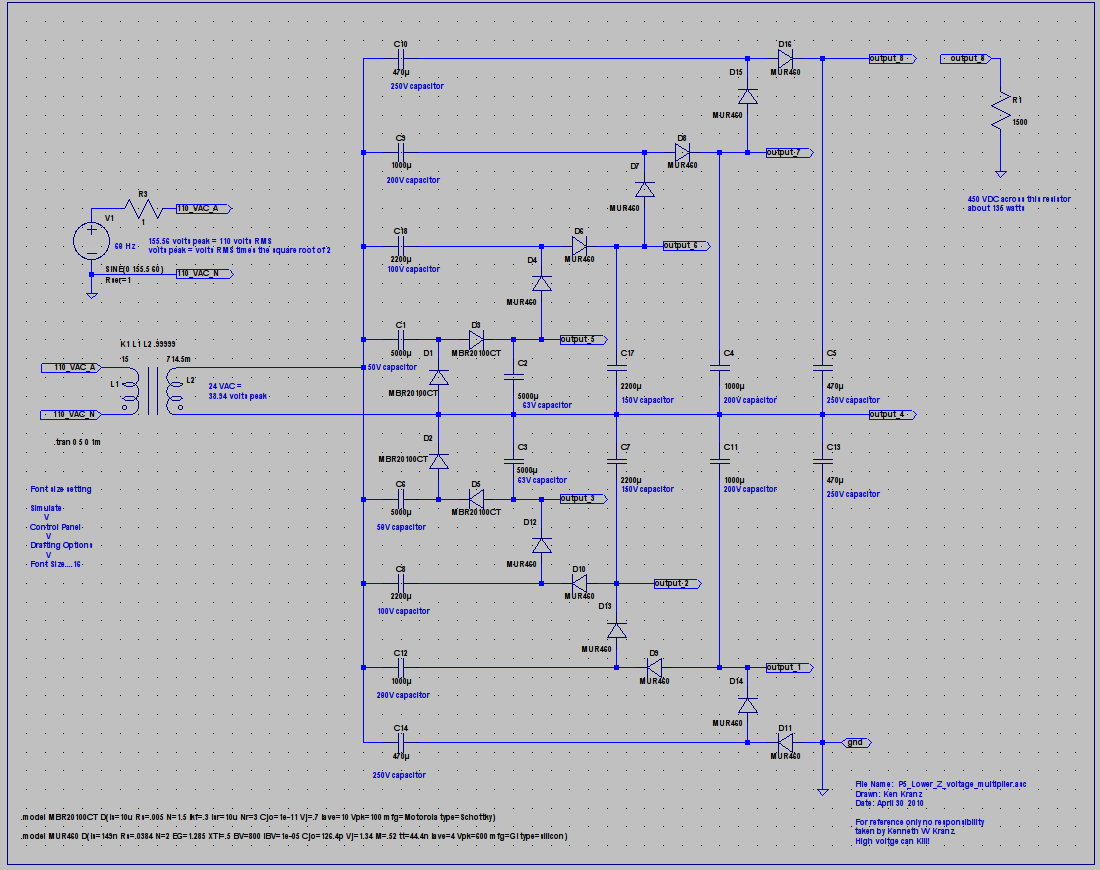 C10
470µ
250V capacitor
D16
MUR460
D15
MUR460
output_8
output_8
R1
1500
450 VDC across this resistor
about 135 watts
C9
1000µ
200V capacitor
D8
MUR460
D7
MUR460
output_7
R3
1
110_VAC_A
V1
60 Hz
155.56 volts peak = 110 volts RMS
volts peak = volts RMS times the square root of 2
SINE(0 155.5 60)
Rser=1
110_VAC_N
C18
2200µ
100V capacitor
D6
MUR460
D4
MUR460
output_6
C1
5000µ
50V capacitor
D3
MBR20100CT
D1
MBR20100CT
output_5
C2
5000µ
63V capacitor
C17
2200µ
150V capacitor
C4
1000µ
200V capacitor
C5
470µ
250V capacitor
K1 L1 L2 .99999
15
714.5m
110_VAC_A
L1
L2
24 VAC =
38.94 volts peak
110_VAC_N
output_4
.tran 0 5 0 1m
D2
MBR20100CT
C3
5000µ
63V capacitor
C7
2200µ
150V capacitor
C11
1000µ
200V capacitor
C13
470µ
250V capacitor
C6
5000µ
50V capacitor
D5
MBR20100CT
output_3
Font size setting
Simulate
V
Control Panel
V
Drafting Options
V
Font Size....16
D12
MUR460
C8
2200µ
100V capacitor
D10
MUR460
output_2
D13
MUR460
C12
1000µ
200V capacitor
D9
MUR460
output_1
D14
MUR460
C14
470µ
250V capacitor
D11
MUR460
gnd
File Name: P5_Lower_Z_voltage_multiplier.asc
Drawn: Ken Kranz
Date: April 30 2010
For reference only no responsibility
taken by Kenneth W Kranz
High voltge can Kill!
.model MBR20100CT D(Is=10u Rs=.005 N=1.5 Ikf=.3 Isr=10u Nr=3 Cjo=1e-11 Vj=.7 Iave=10 Vpk=100 mfg=Motorola type=Schottky)
.model MUR460 D(Is=149n Rs=.0384 N=2 EG=1.285 XTI=.5 BV=800 IBV=1e-05 Cjo=126.4p Vj=1.34 M=.52 tt=44.4n Iave=4 Vpk=600 mfg=GI type=silicon)